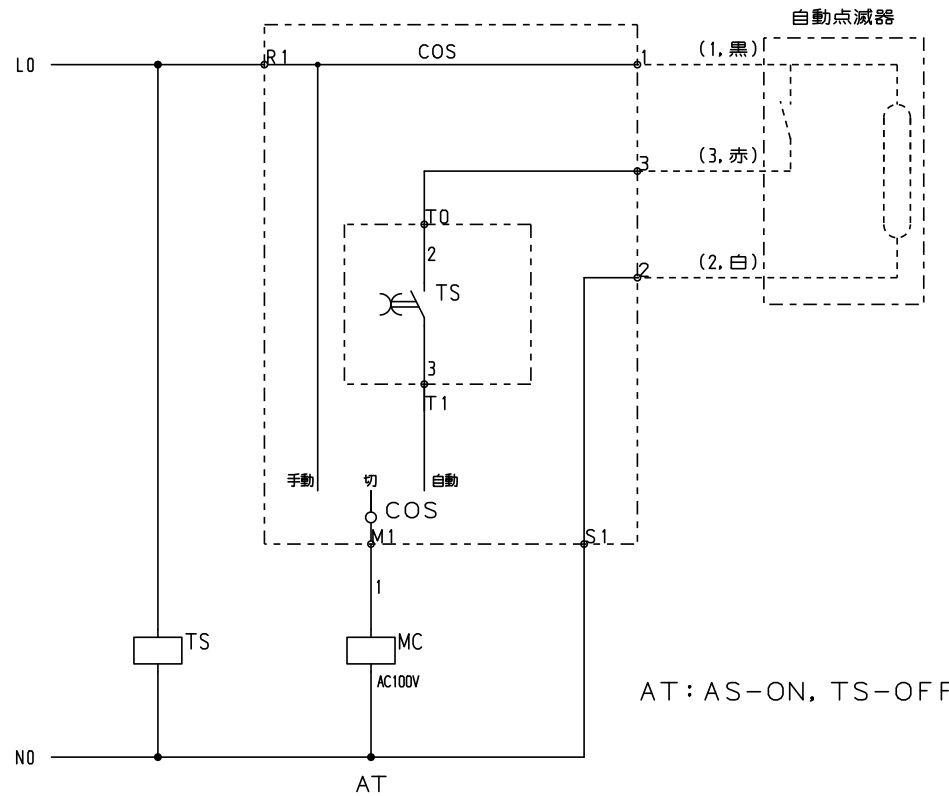 自動点滅器
COS
(1,黒)
L0
R1
1
(3,赤)
3
T0
2
(2,白)
2
TS
3
T1
手動
切
自動
COS
M1
S1
1
TS
MC
AC100V
AT:AS-ON, TS-OFF
N0
AT